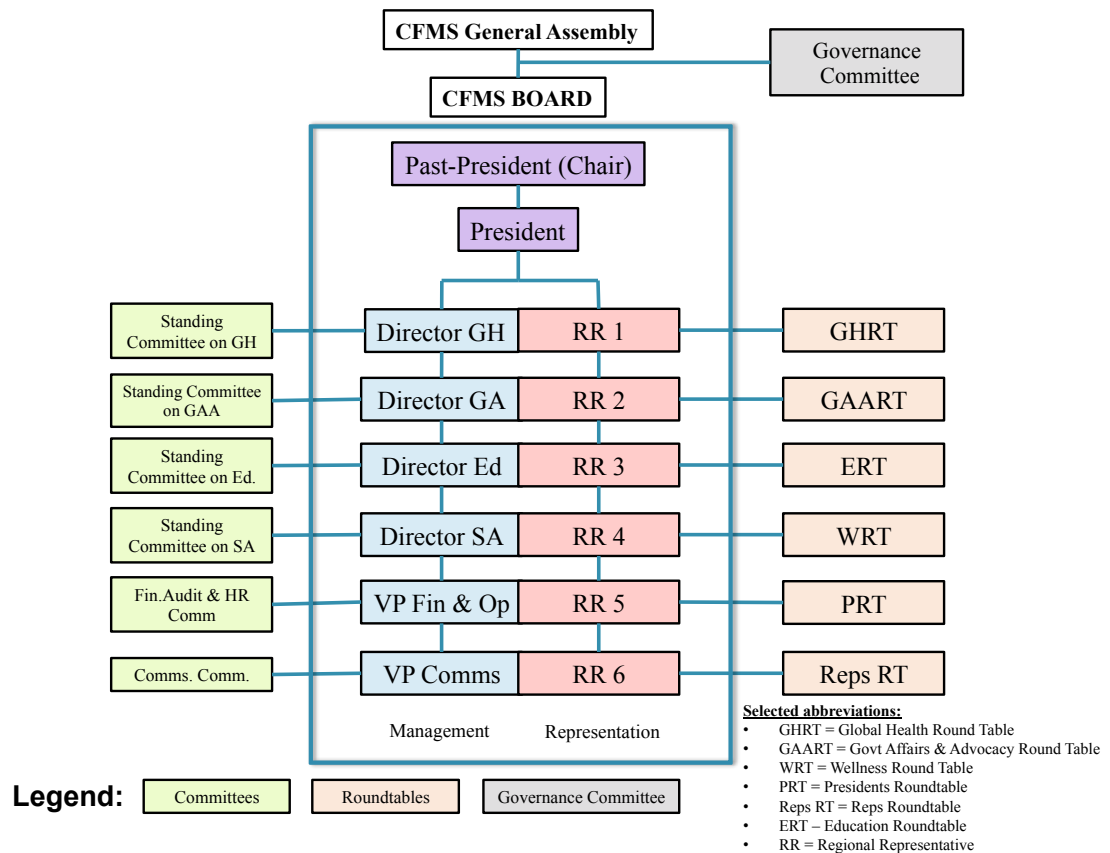 CFMS General Assembly
Governance
Committee
CFMS BOARD
Past-President (Chair)
President
Standing
Committee on GH
Director GH
RR 1
GHRT
Standing Committee
on GAA
Director GA
RR 2
GAART
Standing
Committee on Ed.
Director Ed
RR 3
ERT
Standing
Committee on SA
Director SA
RR 4
WRT
Fin.Audit & HR
Comm
VP Fin & Op
RR 5
PRT
Comms. Comm.
VP Comms
RR 6
Reps RT
Management
Representation
Selected abbreviations:
• GHRT = Global Health Round Table
• GAART = Govt Affairs & Advocacy Round Table
• WRT = Wellness Round Table
• PRT = Presidents Roundtable
• Reps RT = Reps Roundtable
• ERT – Education Roundtable
• RR = Regional Representative
Legend:
Committees
Roundtables
Governance Committee